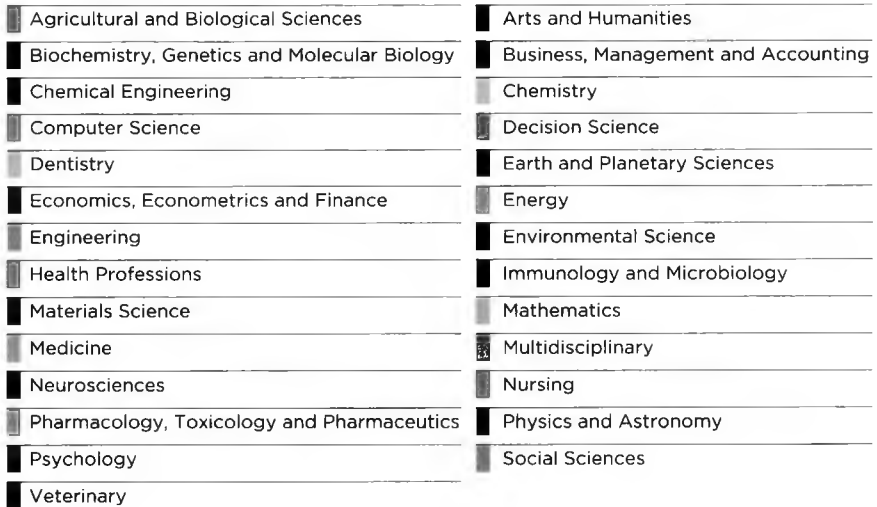 Agricultural and Biological Sciences
Biochemistry, Genetics and Molecular Biology
Chemical Engineering
Computer Science
Dentistry
Economics, Econometrics and Finance
Engineering
Health Professions
Materials Science
Medicine
Neurosciences
Pharmacology, Toxicology and Pharmaceutics
Psychology
Veterinary
Arts and Humanities
Business, Management and Accounting
Chemistry
Decision Science
Earth and Planetary Sciences
Energy
Environmental Science
Immunology and Microbiology
Mathematics
Multidisciplinary
Nursing
Physics and Astronomy
Social Sciences